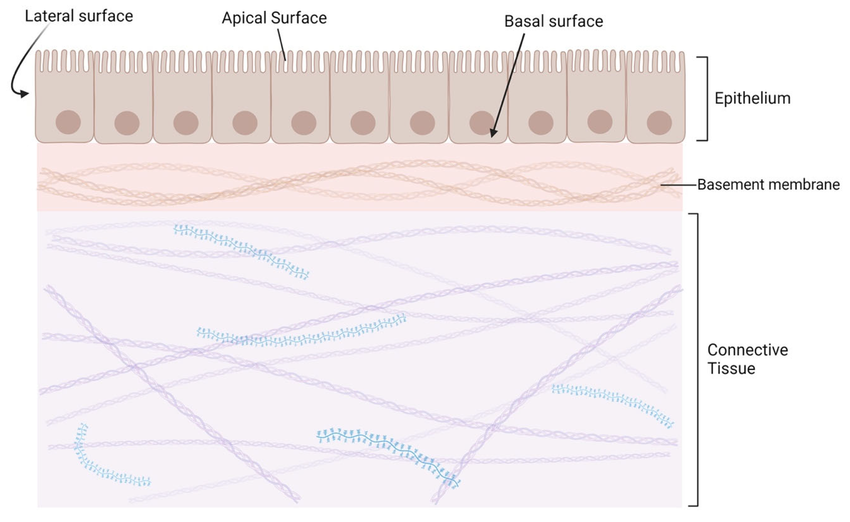 Lateral surface
Apical Surface
Basal surface
Epithelium
Basement membrane
Connective
Tissue